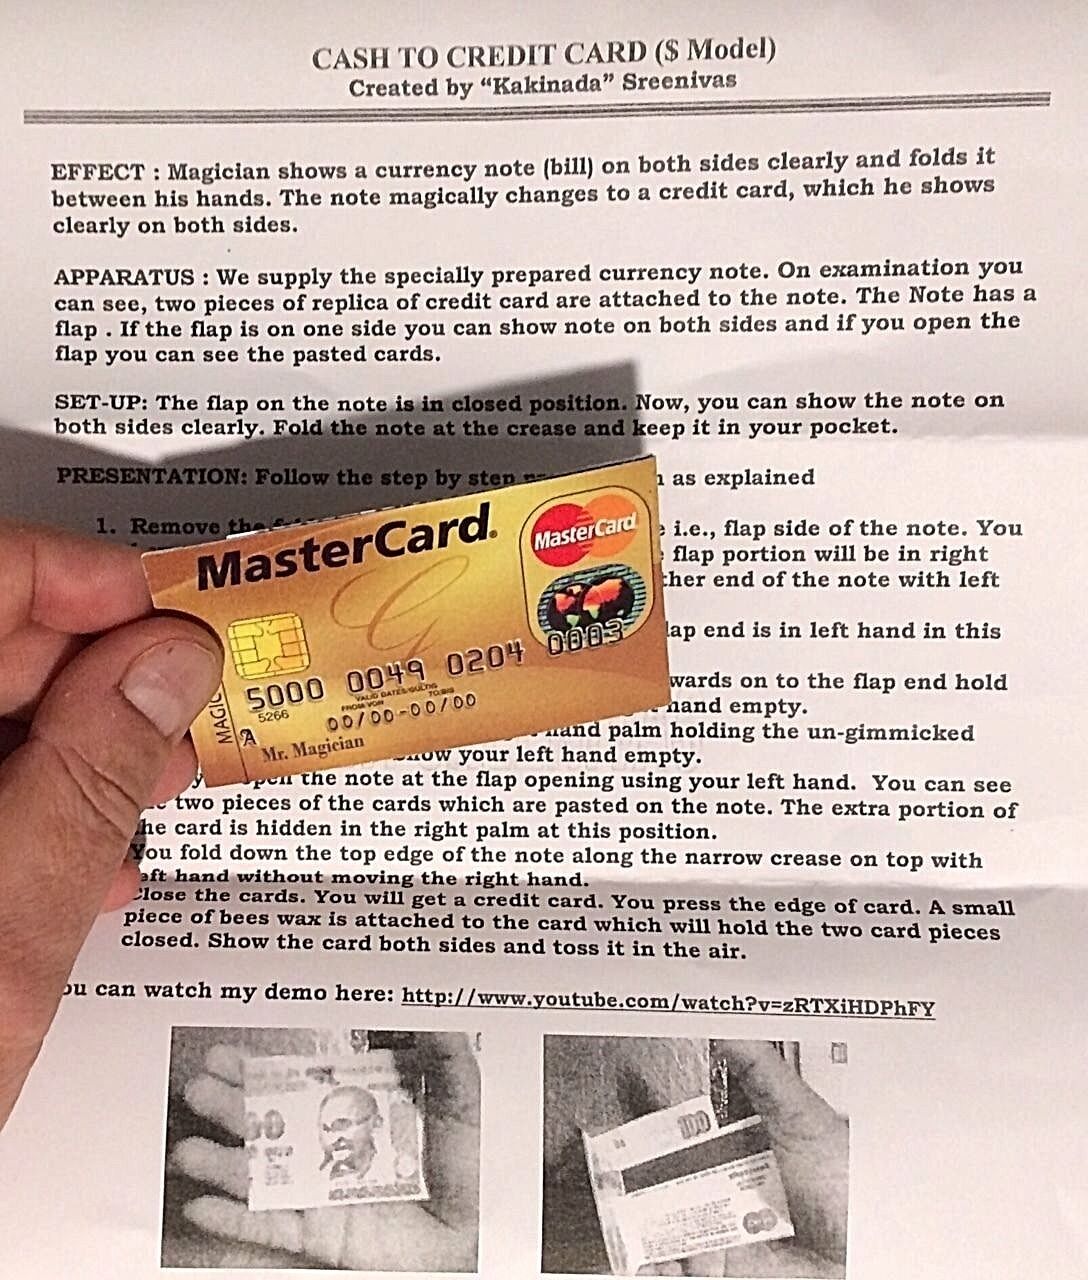 CASH TO CREDIT CARD ($ Model)
Created by “Kakinada” Sreenivas
EFFECT : Magician shows a currency note (bill) on both sides clearly and folds it
between his hands. The note magically changes to a credit card, which he shows
clearly on both sides.
APPARATUS : We supply the specially prepared currency note. On examination you
can see, two pieces of replica of credit card are attached to the note. The Note has a
flap . If the flap is on one side you can show note on both sides and if you open the
flap you can see the pasted cards.
SET-UP: The flap on the note is in closed position. Now, you can show the note on
both sides clearly. Fold the note at the crease and keep it in your pocket.
PRESENTATION: Follow the step by step as explained
1. Remove the i.e., flap side of the note. You
flap portion will be in right
other end of the note with left
flap end is in left hand in this
wards on to the flap end hold
hand empty.
hand palm holding the un-gimmicked
your left hand empty.
the note at the flap opening using your left hand. You can see
two pieces of the cards which are pasted on the note. The extra portion of
the card is hidden in the right palm at this position.
You fold down the top edge of the note along the narrow crease on top with
left hand without moving the right hand.
Close the cards. You will get a credit card. You press the edge of card. A small
piece of bees wax is attached to the card which will hold the two card pieces
closed. Show the card both sides and toss it in the air.
You can watch my demo here: http://www.youtube.com/watch?v=zRTXiHDPhFY
MasterCard.
MasterCard
G
5000 0049 0204 0003
5266
VALID DATES
00/00-00/00
MAGIC
Mr. Magician
100